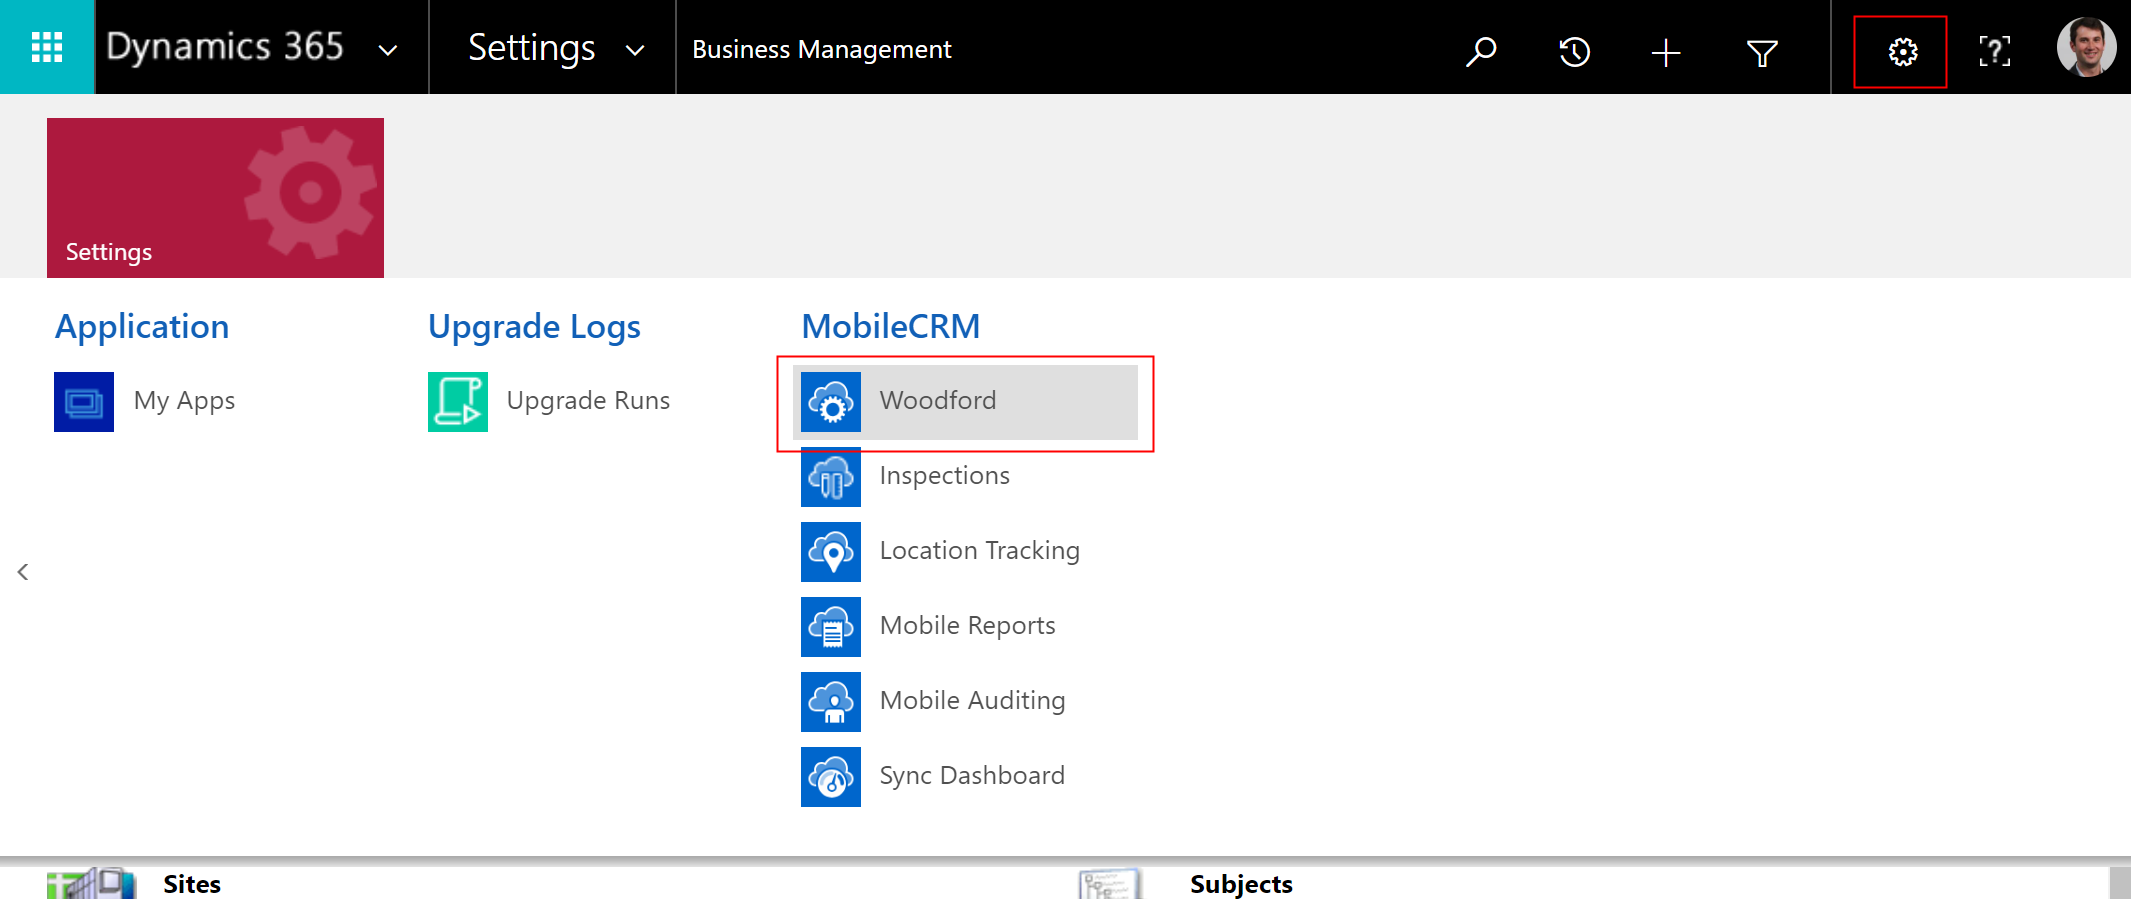 Dynamics 365
Settings
Business Management
Settings
Application
My Apps
Upgrade Logs
Upgrade Runs
MobileCRM
Woodford
Inspections
Location Tracking
Mobile Reports
Mobile Auditing
Sync Dashboard
Sites
Subjects